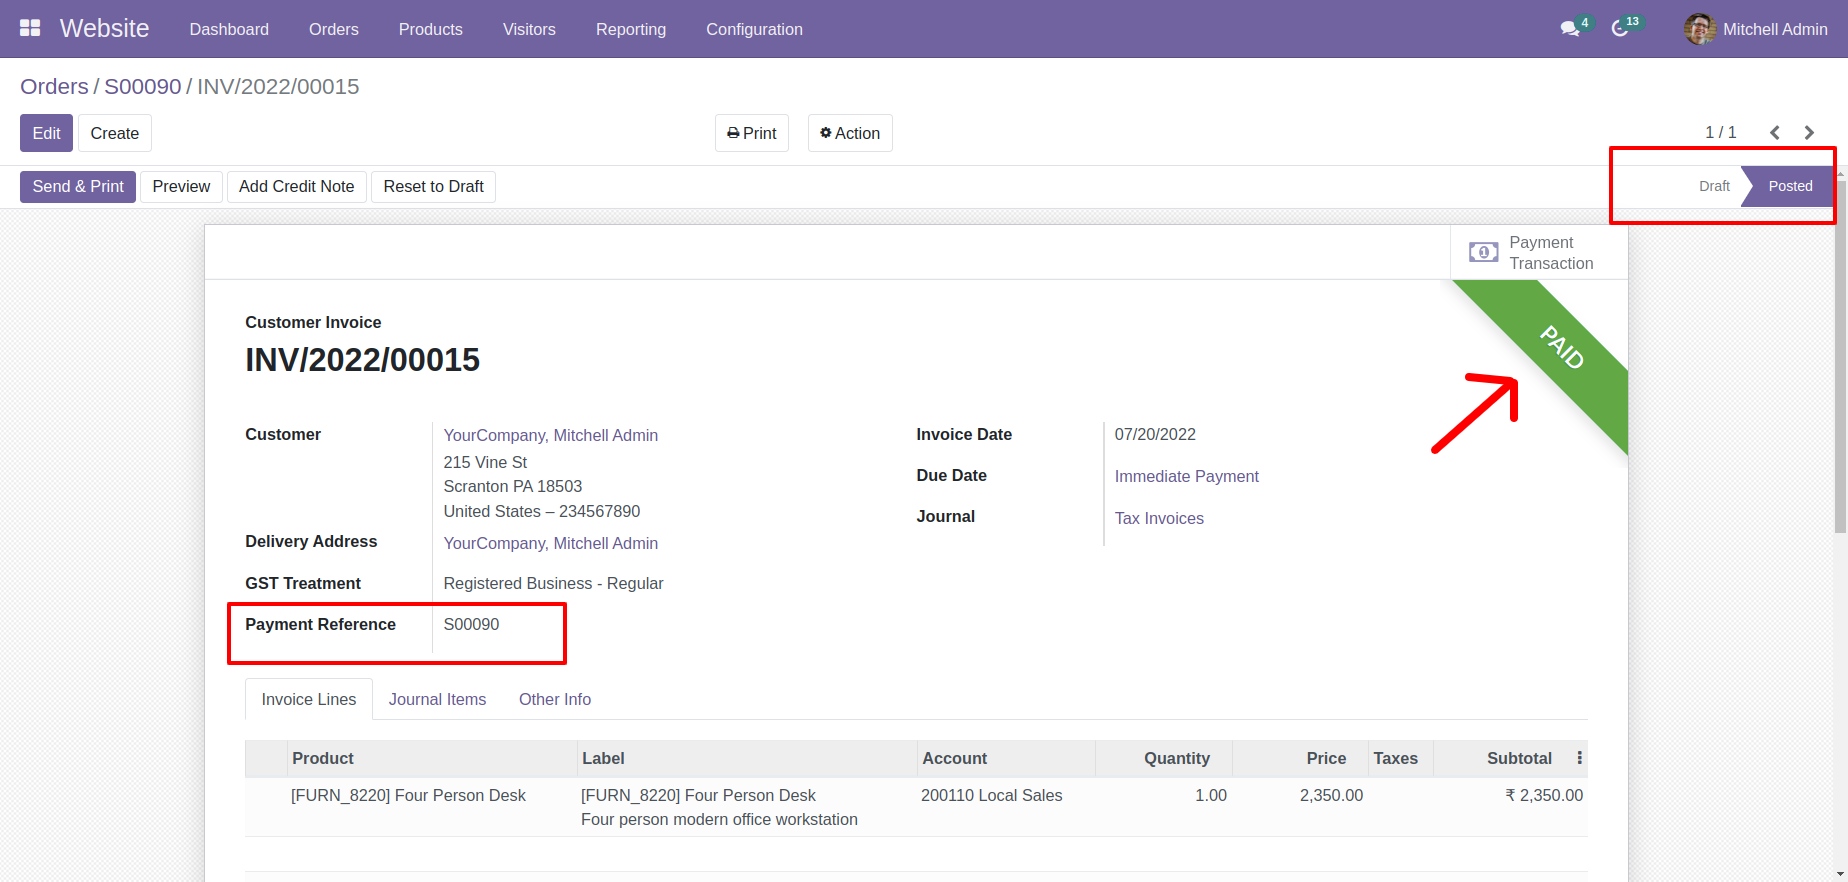 Website Dashboard Orders Products Visitors Reporting Configuration 4 13 Mitchell Admin
Orders / S00090 / INV/2022/00015
Edit Create Print Action 1 / 1
Send & Print Preview Add Credit Note Reset to Draft Draft Posted
Payment
Transaction
PAID
Customer Invoice
INV/2022/00015
Customer YourCompany, Mitchell Admin
215 Vine St
Scranton PA 18503
United States – 234567890
Delivery Address YourCompany, Mitchell Admin
GST Treatment Registered Business - Regular
Payment Reference S00090
Invoice Date 07/20/2022
Due Date Immediate Payment
Journal Tax Invoices
Invoice Lines Journal Items Other Info
Product Label Account Quantity Price Taxes Subtotal
[FURN_8220] Four Person Desk [FURN_8220] Four Person Desk 200110 Local Sales 1.00 2,350.00 ₹ 2,350.00
Four person modern office workstation